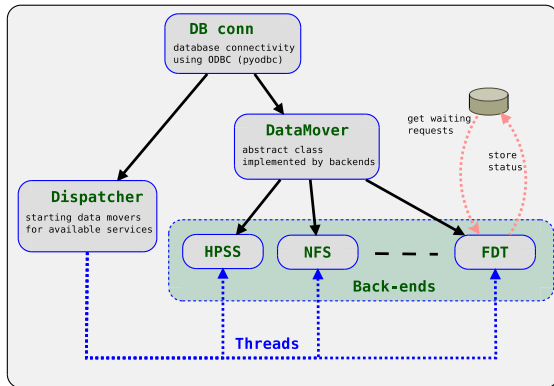 DB conn
database connectivity
using ODBC (pyodbc)
DataMover
abstract class
implemented by backends
get waiting
requests
store
status
Dispatcher
starting data movers
for available services
HPSS
NFS
FDT
Back-ends
Threads